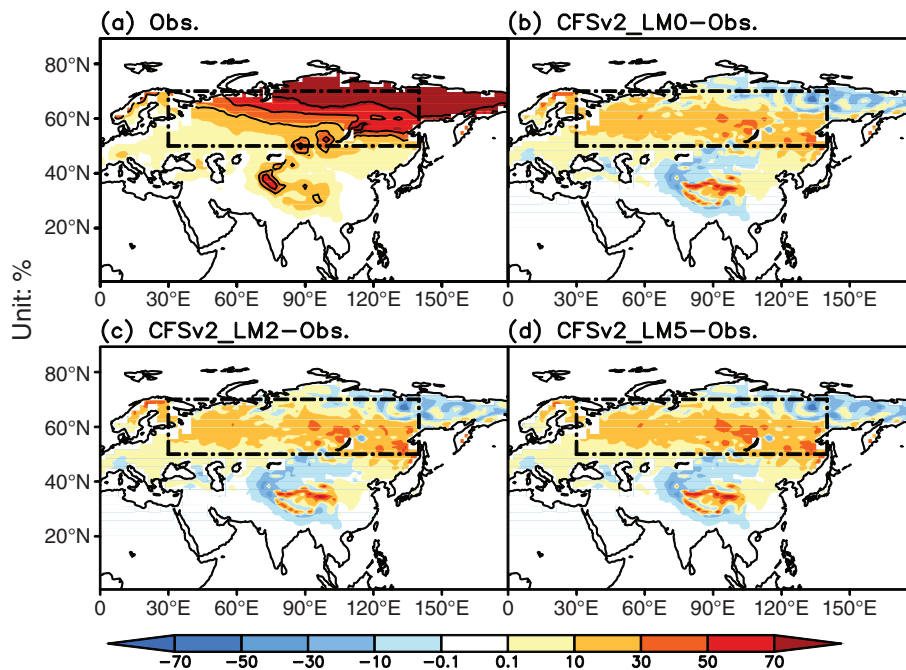 (a) Obs.
(b) CFSv2_LM0-Obs.
80°N
60°N
40°N
20°N
0 30°E 60°E 90°E 120°E 150°E
0 30°E 60°E 90°E 120°E 150°E
Unit: %
(c) CFSv2_LM2-Obs.
(d) CFSv2_LM5-Obs.
80°N
60°N
40°N
20°N
0 30°E 60°E 90°E 120°E 150°E
0 30°E 60°E 90°E 120°E 150°E
-70 -50 -30 -10 -0.1 0.1 10 30 50 70